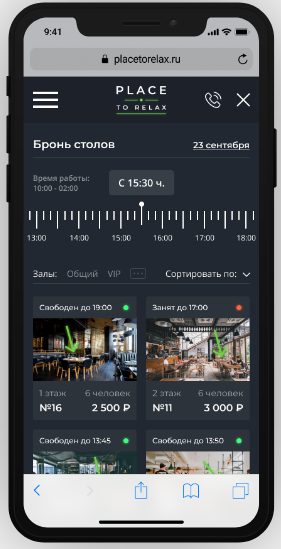 9:41
placetorelax.ru
PLACE
TO RELAX
Бронь столов
23 сентября
Время работы:
10:00 - 02:00
С 15:30 ч.
13:00 14:00 15:00 16:00 17:00 18:00
Залы: Общий VIP Сортировать по:
Свободен до 19:00
1 этаж 6 человек
№16 2 500 ₽
Занят до 17:00
2 этаж 6 человек
№11 3 000 ₽
Свободен до 13:45
Свободен до 13:50